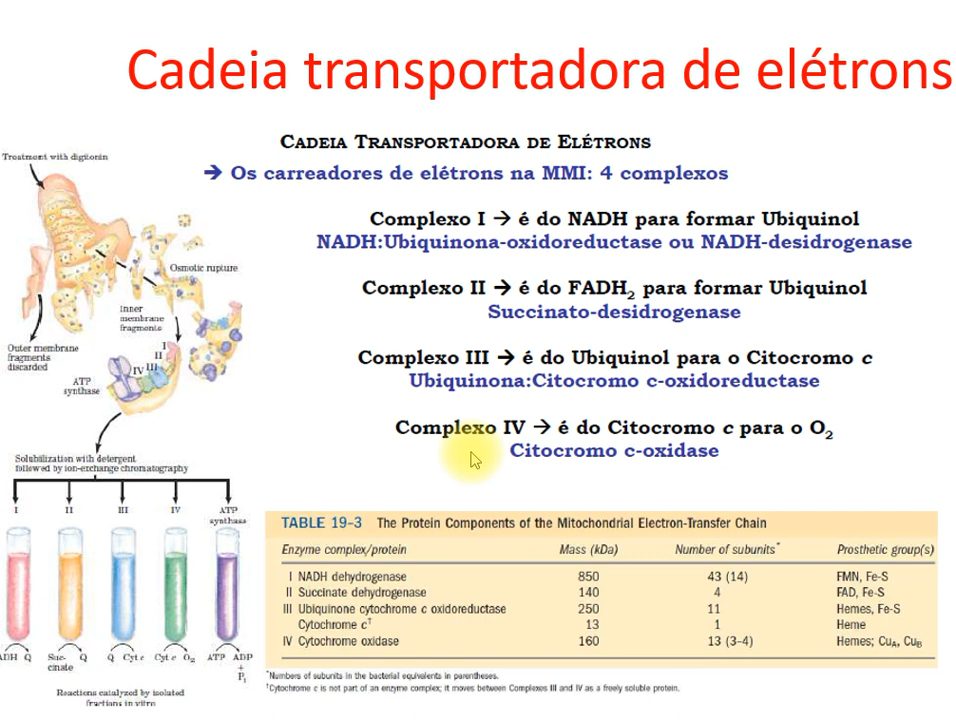 Cadeia transportadora de elétrons
CADEIA TRANSPORTADORA DE ELÉTRONS
➔ Os carreadores de elétrons na MMI: 4 complexos
Complexo I → é do NADH para formar Ubiquinol
NADH:Ubiquinona-oxidoreductase ou NADH-desidrogenase
Complexo II → é do FADH₂ para formar Ubiquinol
Succinato-desidrogenase
Complexo III → é do Ubiquinol para o Citocromo c
Ubiquinona:Citocromo c-oxidoreductase
Complexo IV → é do Citocromo c para o O₂
Citocromo c-oxidase
Treatment with digitonin
Osmotic rupture
Inner
membrane
fragments
Outer membrane
fragments
discarded
I
II
III
IV
ATP
synthase
Solubilization with detergent
followed by ion-exchange chromatography
I II III IV ATP
synthase
ADH Q Suc- Q Q Cyt c Cyt c O₂ ATP ADP
cinate +
Pᵢ
Reactions catalyzed by isolated
fractions in vitro
TABLE 19–3 The Protein Components of the Mitochondrial Electron-Transfer Chain
Enzyme complex/protein Mass (kDa) Number of subunits* Prosthetic group(s)
I NADH dehydrogenase 850 43 (14) FMN, Fe-S
II Succinate dehydrogenase 140 4 FAD, Fe-S
III Ubiquinone cytochrome c oxidoreductase 250 11 Hemes, Fe-S
Cytochrome c† 13 1 Heme
IV Cytochrome oxidase 160 13 (3–4) Hemes; CuA, CuB
*Numbers of subunits in the bacterial equivalents in parentheses.
†Cytochrome c is not part of an enzyme complex; it moves between Complexes III and IV as a freely soluble protein.